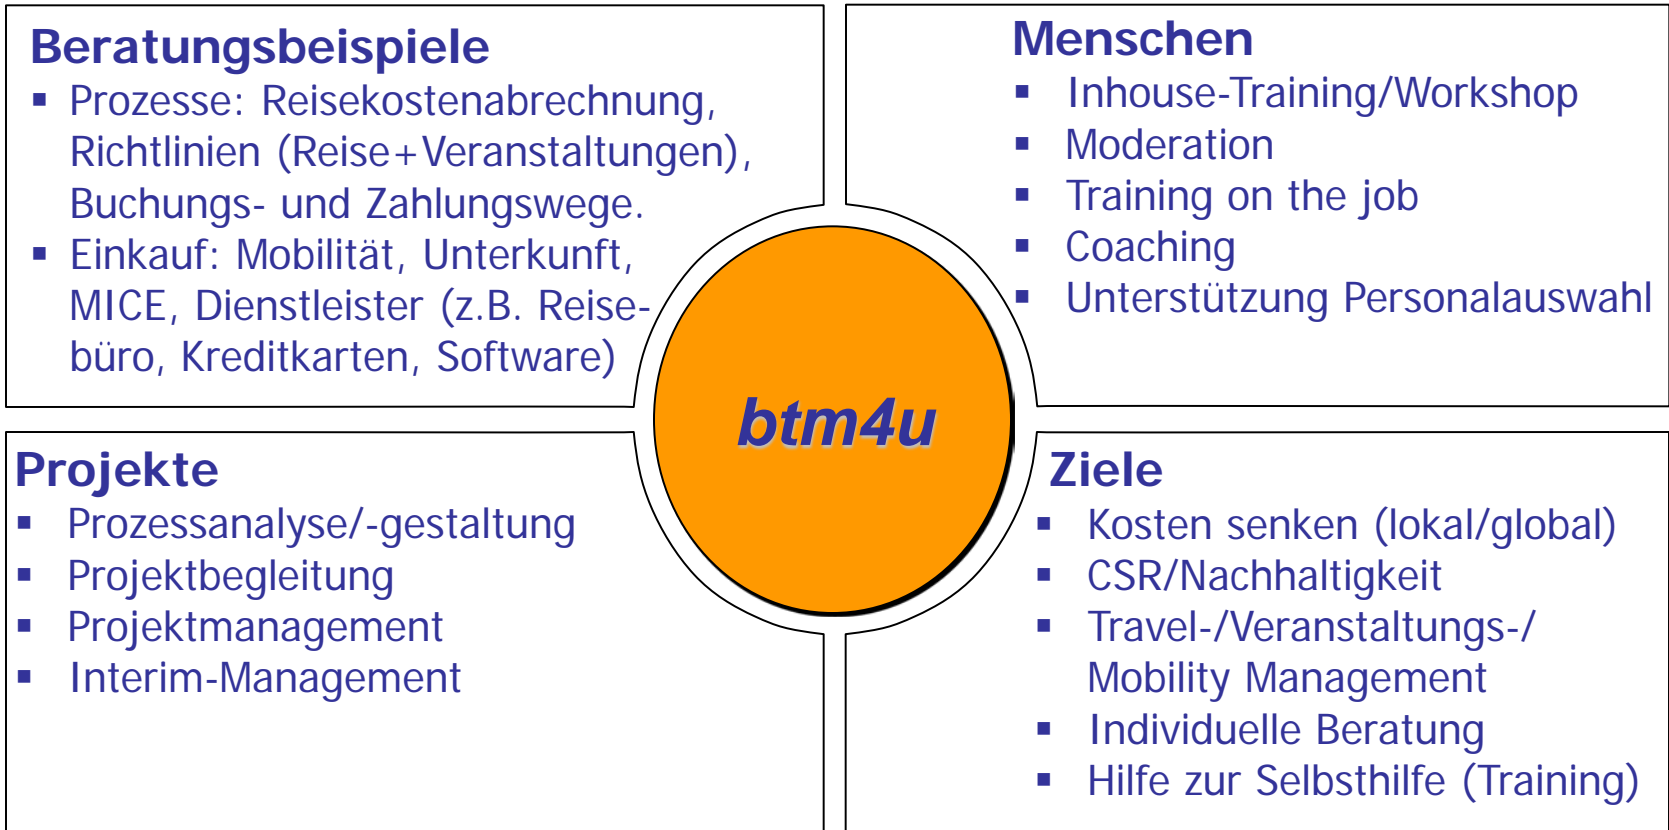 Beratungsbeispiele
▪ Prozesse: Reisekostenabrechnung,
Richtlinien (Reise+Veranstaltungen),
Buchungs- und Zahlungswege.
▪ Einkauf: Mobilität, Unterkunft,
MICE, Dienstleister (z.B. Reise-
büro, Kreditkarten, Software)
Menschen
▪ Inhouse-Training/Workshop
▪ Moderation
▪ Training on the job
▪ Coaching
▪ Unterstützung Personalauswahl
btm4u
Projekte
▪ Prozessanalyse/-gestaltung
▪ Projektbegleitung
▪ Projektmanagement
▪ Interim-Management
Ziele
▪ Kosten senken (lokal/global)
▪ CSR/Nachhaltigkeit
▪ Travel-/Veranstaltungs-/
Mobility Management
▪ Individuelle Beratung
▪ Hilfe zur Selbsthilfe (Training)